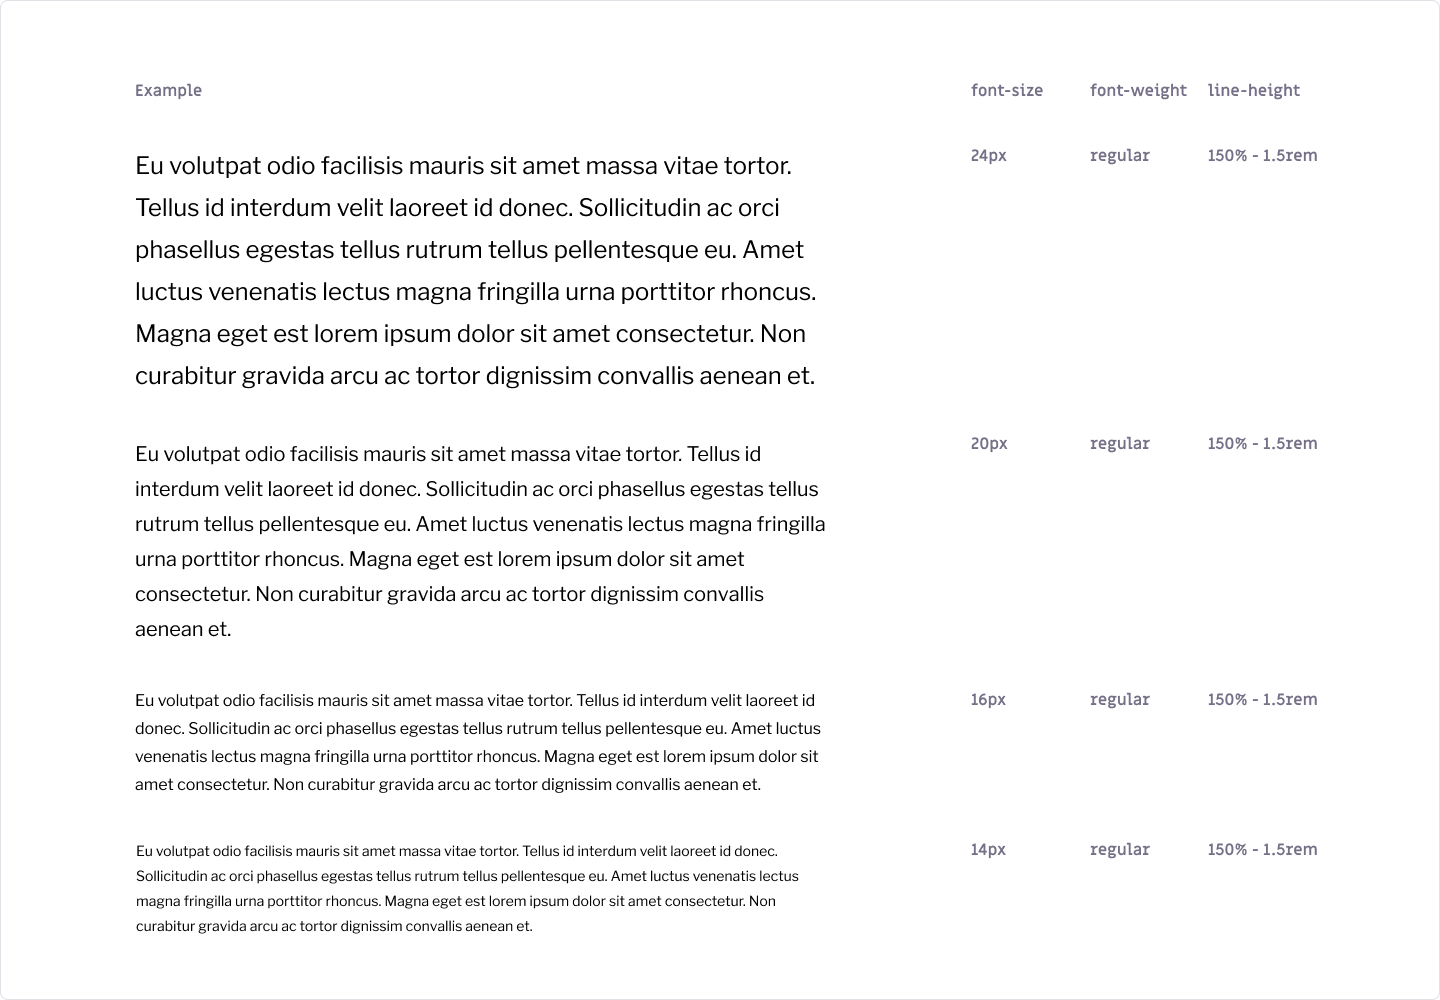 Example font-size font-weight line-height
Eu volutpat odio facilisis mauris sit amet massa vitae tortor. 24px regular 150% - 1.5rem
Tellus id interdum velit laoreet id donec. Sollicitudin ac orci
phasellus egestas tellus rutrum tellus pellentesque eu. Amet
luctus venenatis lectus magna fringilla urna porttitor rhoncus.
Magna eget est lorem ipsum dolor sit amet consectetur. Non
curabitur gravida arcu ac tortor dignissim convallis aenean et.
Eu volutpat odio facilisis mauris sit amet massa vitae tortor. Tellus id 20px regular 150% - 1.5rem
interdum velit laoreet id donec. Sollicitudin ac orci phasellus egestas tellus
rutrum tellus pellentesque eu. Amet luctus venenatis lectus magna fringilla
urna porttitor rhoncus. Magna eget est lorem ipsum dolor sit amet
consectetur. Non curabitur gravida arcu ac tortor dignissim convallis
aenean et.
Eu volutpat odio facilisis mauris sit amet massa vitae tortor. Tellus id interdum velit laoreet id 16px regular 150% - 1.5rem
donec. Sollicitudin ac orci phasellus egestas tellus rutrum tellus pellentesque eu. Amet luctus
venenatis lectus magna fringilla urna porttitor rhoncus. Magna eget est lorem ipsum dolor sit
amet consectetur. Non curabitur gravida arcu ac tortor dignissim convallis aenean et.
Eu volutpat odio facilisis mauris sit amet massa vitae tortor. Tellus id interdum velit laoreet id donec. 14px regular 150% - 1.5rem
Sollicitudin ac orci phasellus egestas tellus rutrum tellus pellentesque eu. Amet luctus venenatis lectus
magna fringilla urna porttitor rhoncus. Magna eget est lorem ipsum dolor sit amet consectetur. Non
curabitur gravida arcu ac tortor dignissim convallis aenean et.